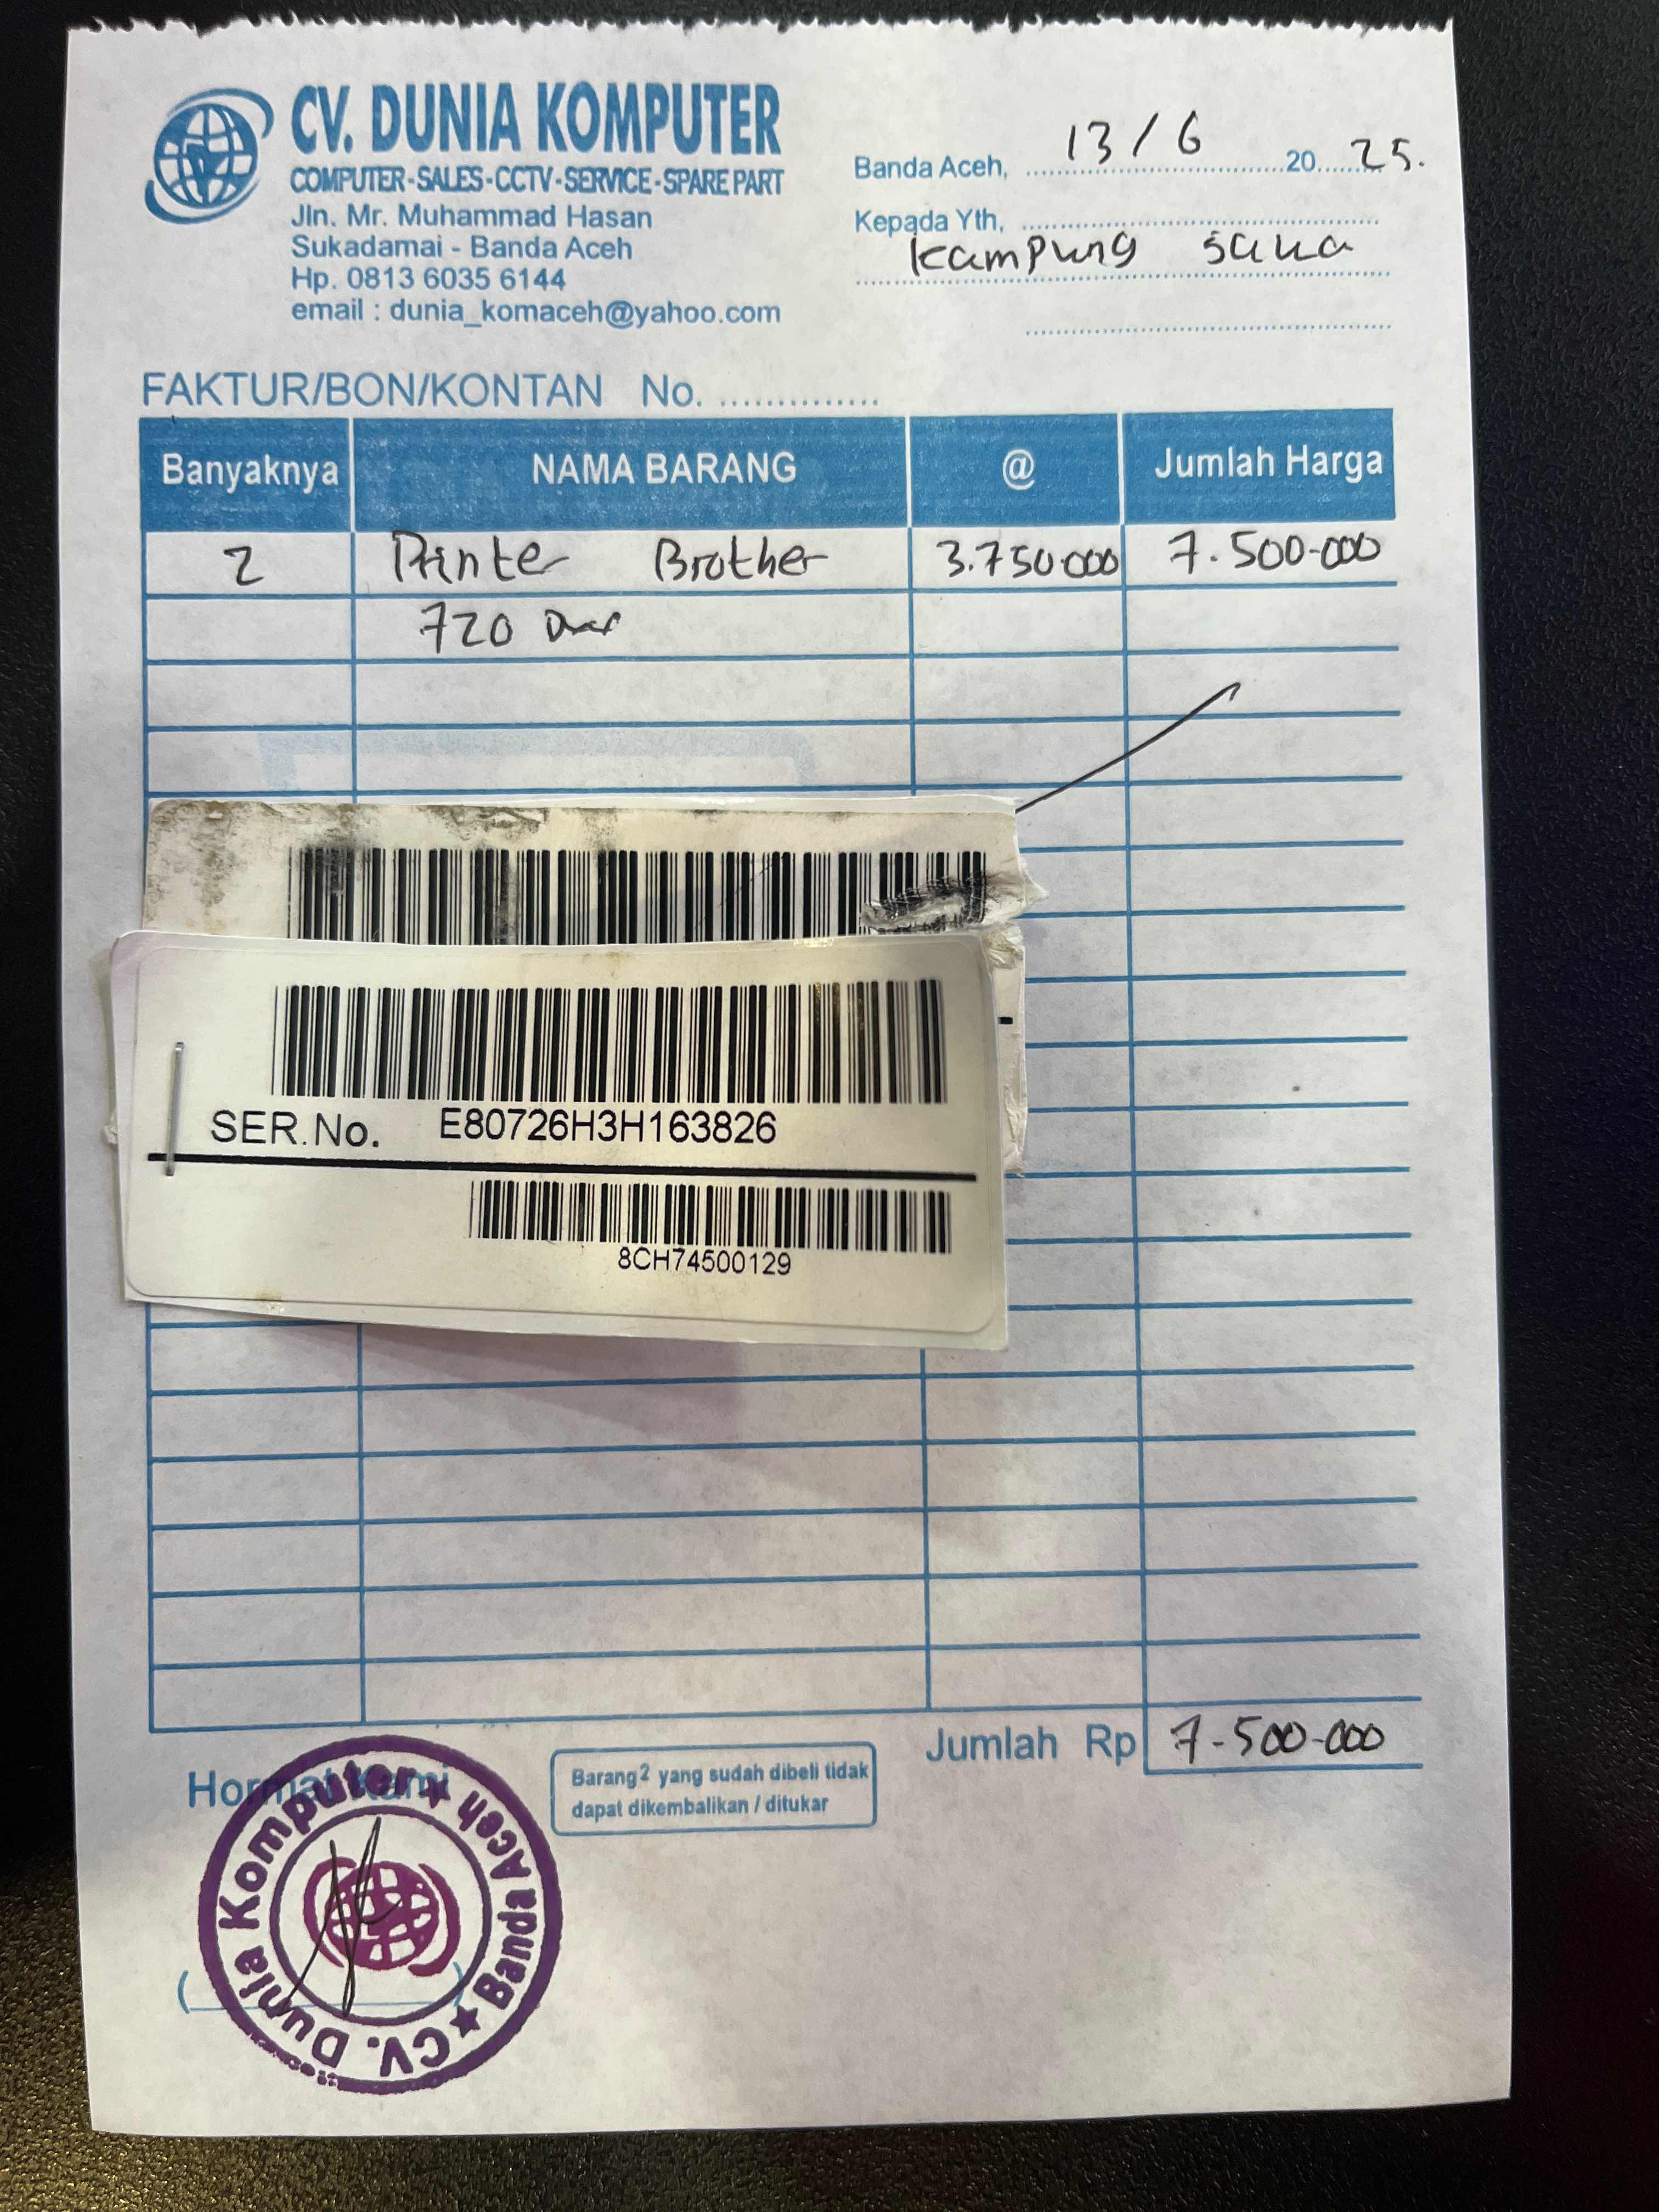 CV. DUNIA KOMPUTER
COMPUTER - SALES - CCTV - SERVICE - SPARE PART
Jln. Mr. Muhammad Hasan
Sukadamai - Banda Aceh
Hp. 0813 6035 6144
email : dunia_komaceh@yahoo.com
Banda Aceh, 13/6 2025.
Kepada Yth,
Kampung
FAKTUR/BON/KONTAN No.
Banyaknya NAMA BARANG @ Jumlah Harga
2 Printer Brother 3.750.000 7.500.000
720
SER.No. E80726H3H163826
8CH74500129
Jumlah Rp 7.500.000
Hormat Kami
Barang2 yang sudah dibeli tidak
dapat dikembalikan / ditukar
CV. Dunia Komputer ★ Banda Aceh ★